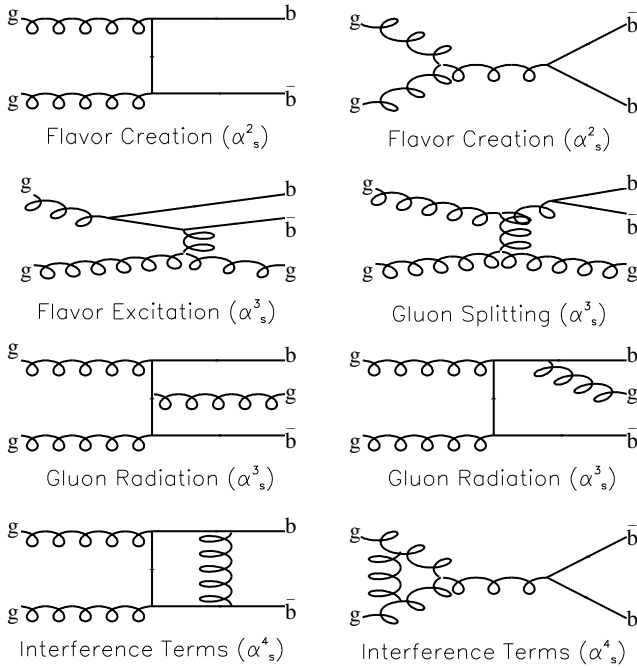 g b g b̄
g b̄ g b
Flavor Creation (α²ₛ) Flavor Creation (α²ₛ)
g b g b
b̄ b̄
g g g g
Flavor Excitation (α³ₛ) Gluon Splitting (α³ₛ)
g b g b
g g
g b̄ g b̄
Gluon Radiation (α³ₛ) Gluon Radiation (α³ₛ)
g b g b̄
g b̄ g b
Interference Terms (α⁴ₛ) Interference Terms (α⁴ₛ)